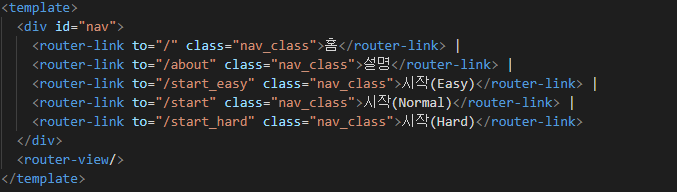 <template>
  <div id="nav">
    <router-link to="/" class="nav_class">홈</router-link> |
    <router-link to="/about" class="nav_class">설명</router-link> |
    <router-link to="/start_easy" class="nav_class">시작(Easy)</router-link> |
    <router-link to="/start" class="nav_class">시작(Normal)</router-link> |
    <router-link to="/start_hard" class="nav_class">시작(Hard)</router-link>
  </div>
  <router-view/>
</template>